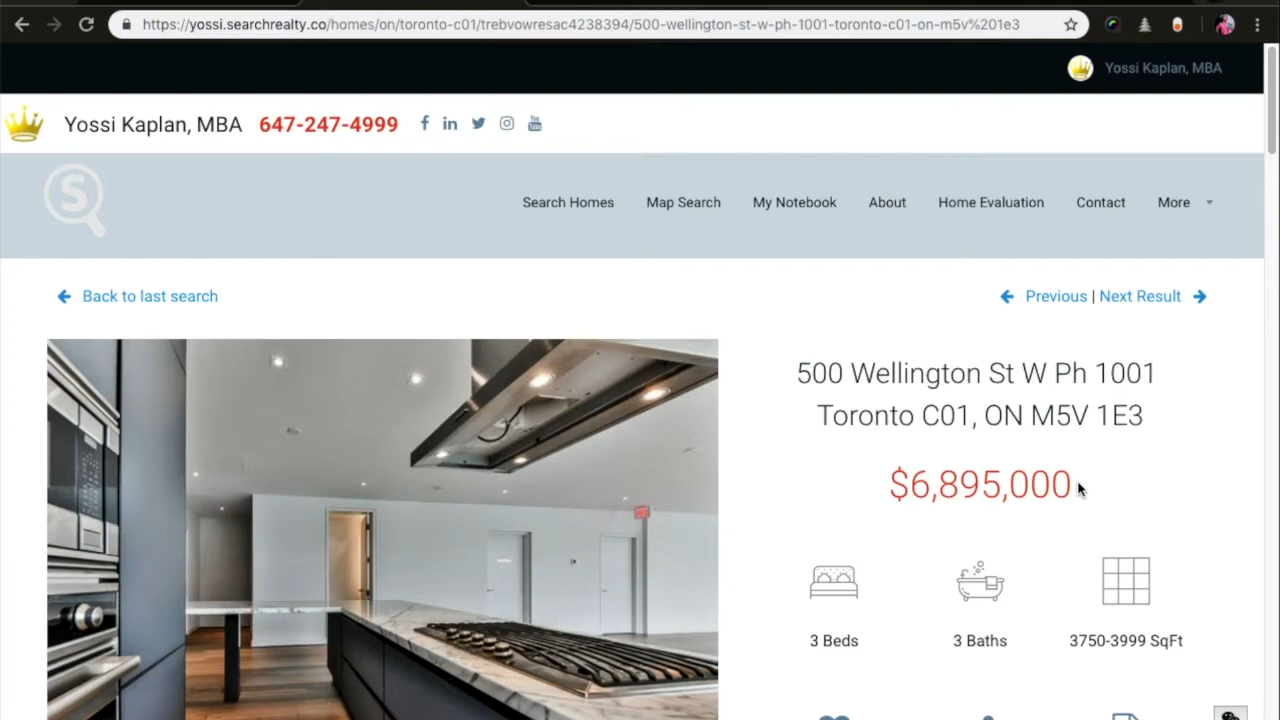 https://yossi.searchrealty.co/homes/on/toronto-c01/trebvowresac4238394/500-wellington-st-w-ph-1001-toronto-c01-on-m5v%201e3
Yossi Kaplan, MBA
Yossi Kaplan, MBA 647-247-4999
S
Search Homes Map Search My Notebook About Home Evaluation Contact More
Back to last search
Previous | Next Result
500 Wellington St W Ph 1001
Toronto C01, ON M5V 1E3
$6,895,000
3 Beds 3 Baths 3750-3999 SqFt